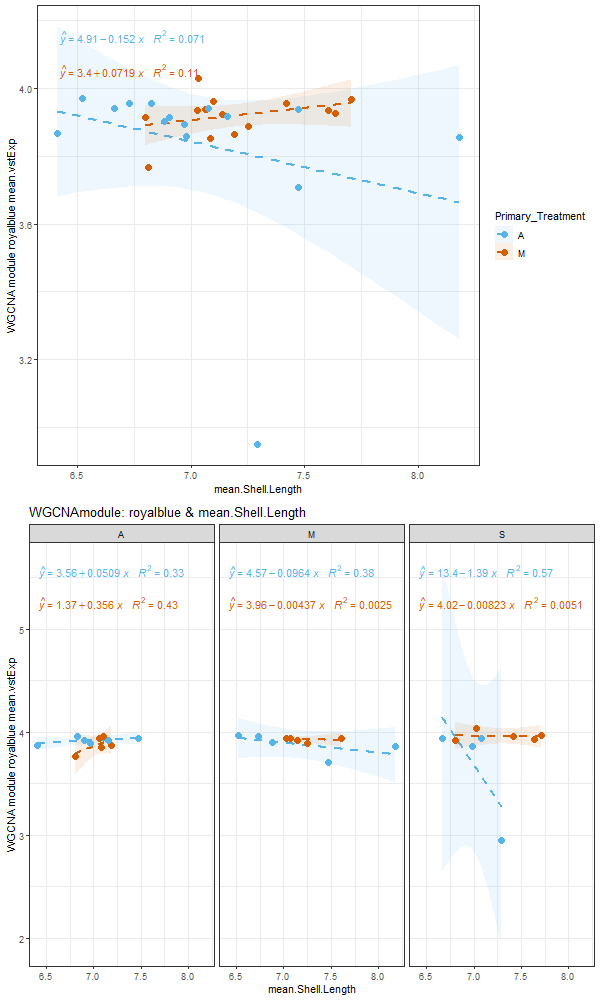 ŷ = 4.91 − 0.152 x   R² = 0.071
ŷ = 3.4 + 0.0719 x   R² = 0.11
4.0
3.6
3.2
WGCNA module royalblue mean.vstExp
6.5 7.0 7.5 8.0
mean.Shell.Length
Primary_Treatment
A
M
WGCNAmodule: royalblue & mean.Shell.Length
A M S
ŷ = 3.56 + 0.0509 x   R² = 0.33
ŷ = 1.37 + 0.356 x   R² = 0.43
ŷ = 4.57 − 0.0964 x   R² = 0.38
ŷ = 3.96 − 0.00437 x   R² = 0.0025
ŷ = 13.4 − 1.39 x   R² = 0.57
ŷ = 4.02 − 0.00823 x   R² = 0.0051
5
4
3
2
WGCNA module royalblue mean.vstExp
6.5 7.0 7.5 8.0 6.5 7.0 7.5 8.0 6.5 7.0 7.5 8.0
mean.Shell.Length